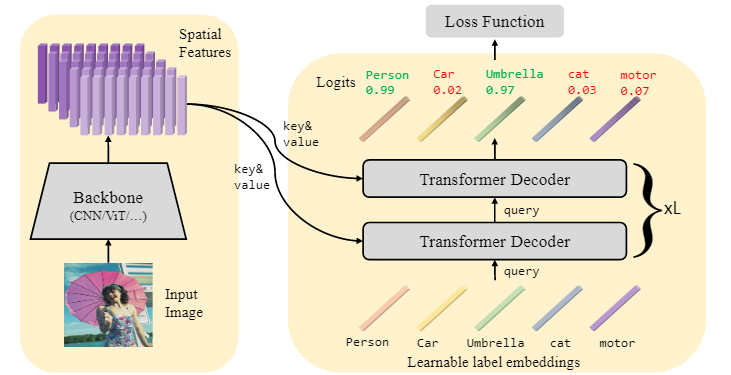 Loss Function
Spatial
Features
Logits
Person Car Umbrella cat motor
0.99 0.02 0.97 0.03 0.07
key&
value
key&
value
Transformer Decoder
query
Transformer Decoder
xL
query
Backbone
(CNN/ViT/...)
Input
Image
Person Car Umbrella cat motor
Learnable label embeddings